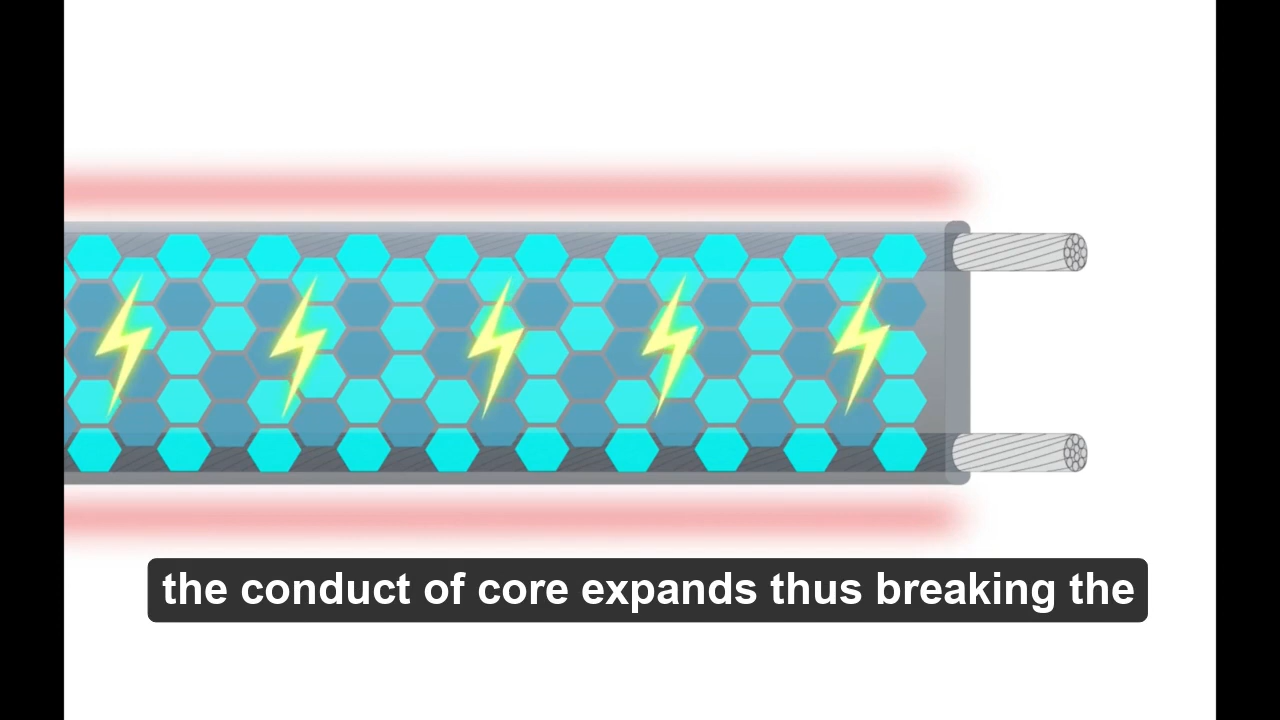 the conduct of core expands thus breaking the